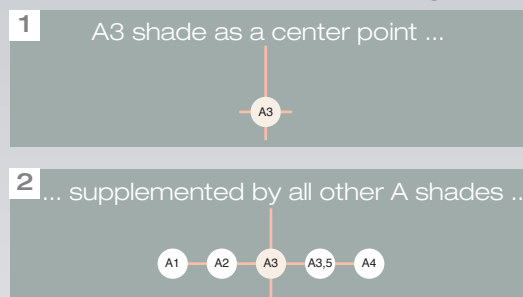 1
A3 shade as a center point ...
A3
2
... supplemented by all other A shades ..
A1 A2 A3 A3,5 A4